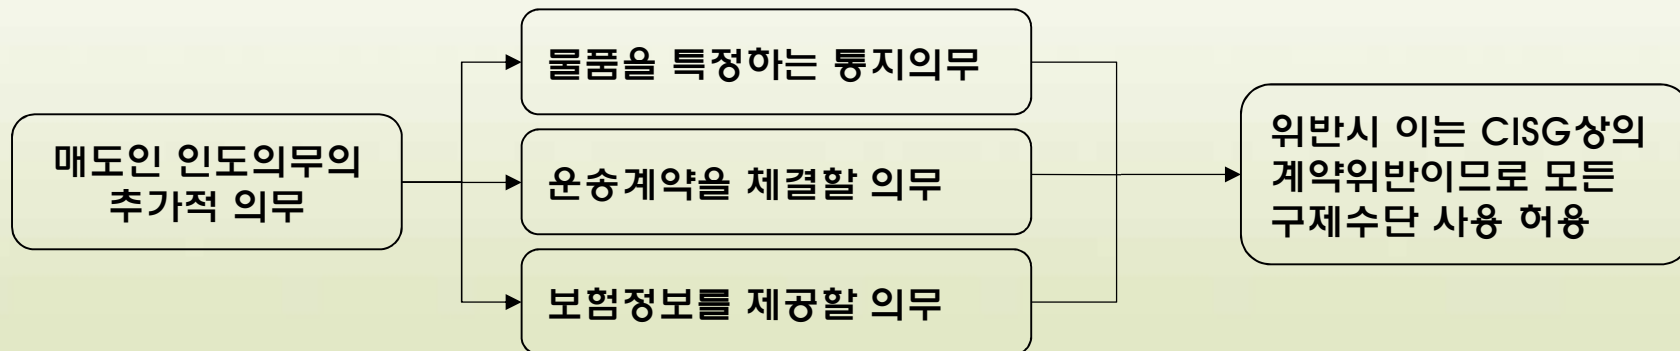 매도인 인도의무의
추가적 의무
물품을 특정하는 통지의무
운송계약을 체결할 의무
보험정보를 제공할 의무
위반시 이는 CISG상의
계약위반이므로 모든
구제수단 사용 허용